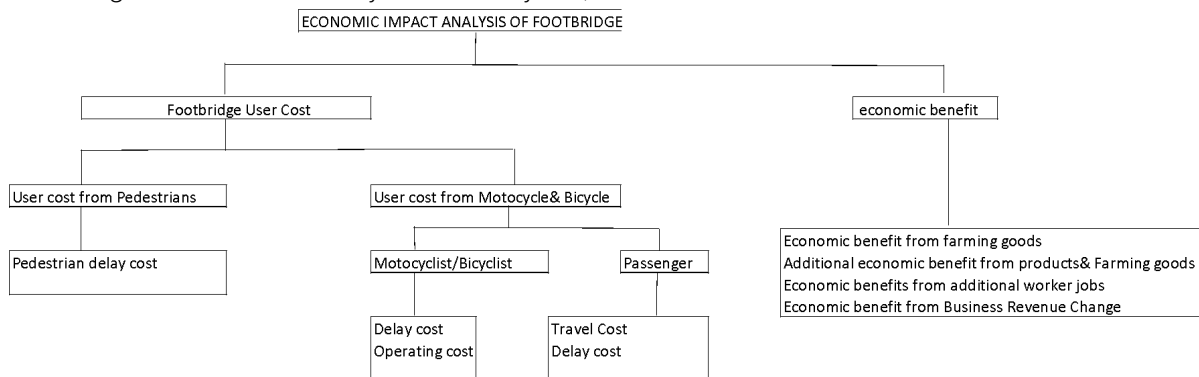 ECONOMIC IMPACT ANALYSIS OF FOOTBRIDGE
Footbridge User Cost
economic benefit
User cost from Pedestrians
User cost from Motocycle& Bicycle
Pedestrian delay cost
Motocyclist/Bicyclist
Passenger
Delay cost
Operating cost
Travel Cost
Delay cost
Economic benefit from farming goods
Additional economic benefit from products& Farming goods
Economic benefits from additional worker jobs
Economic benefit from Business Revenue Change